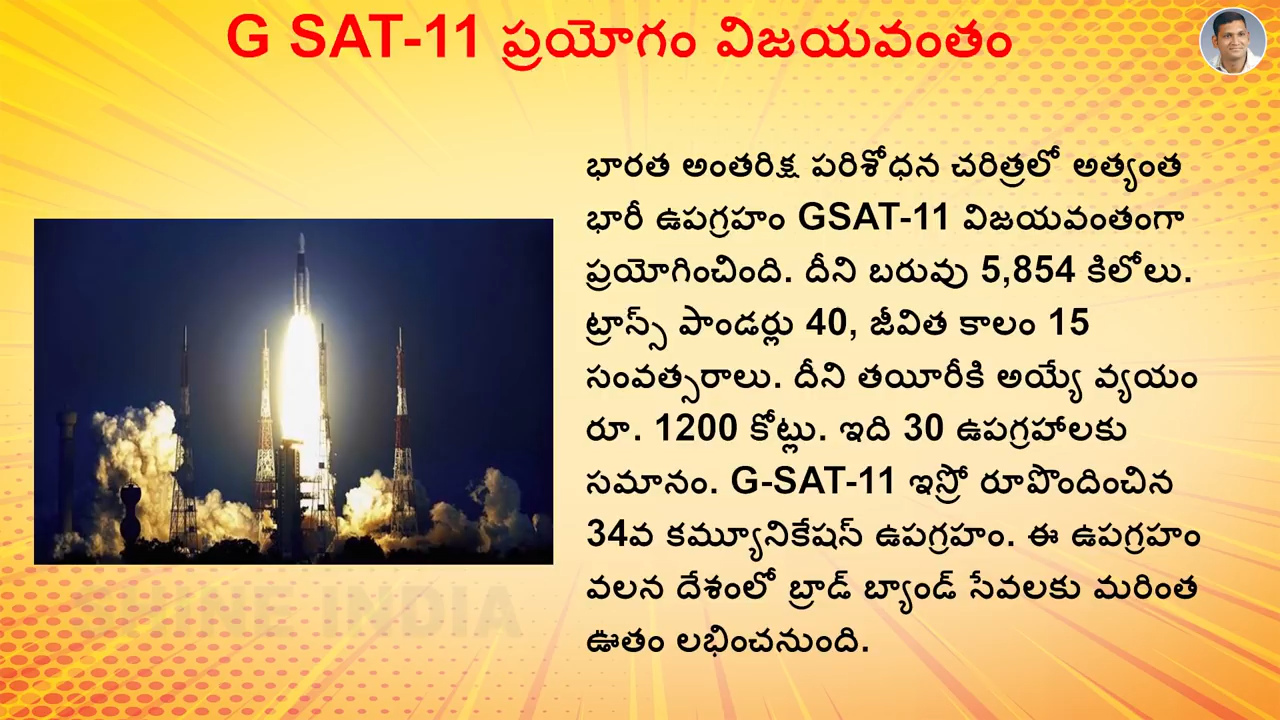 G SAT-11 ప్రయోగం విజయవంతం
భారత అంతరిక్ష పరిశోధన చరిత్రలో అత్యంత
భారీ ఉపగ్రహం GSAT-11 విజయవంతంగా
ప్రయోగించింది. దీని బరువు 5,854 కిలోలు.
ట్రాన్స్ పాండర్లు 40, జీవిత కాలం 15
సంవత్సరాలు. దీని తయీరీకి అయ్యే వ్యయం
రూ. 1200 కోట్లు. ఇది 30 ఉపగ్రహాలకు
సమానం. G-SAT-11 ఇస్రో రూపొందించిన
34వ కమ్యూనికేషన్ ఉపగ్రహం. ఈ ఉపగ్రహం
వలన దేశంలో బ్రాడ్ బ్యాండ్ సేవలకు మరింత
ఊతం లభించనుంది.
INDIA